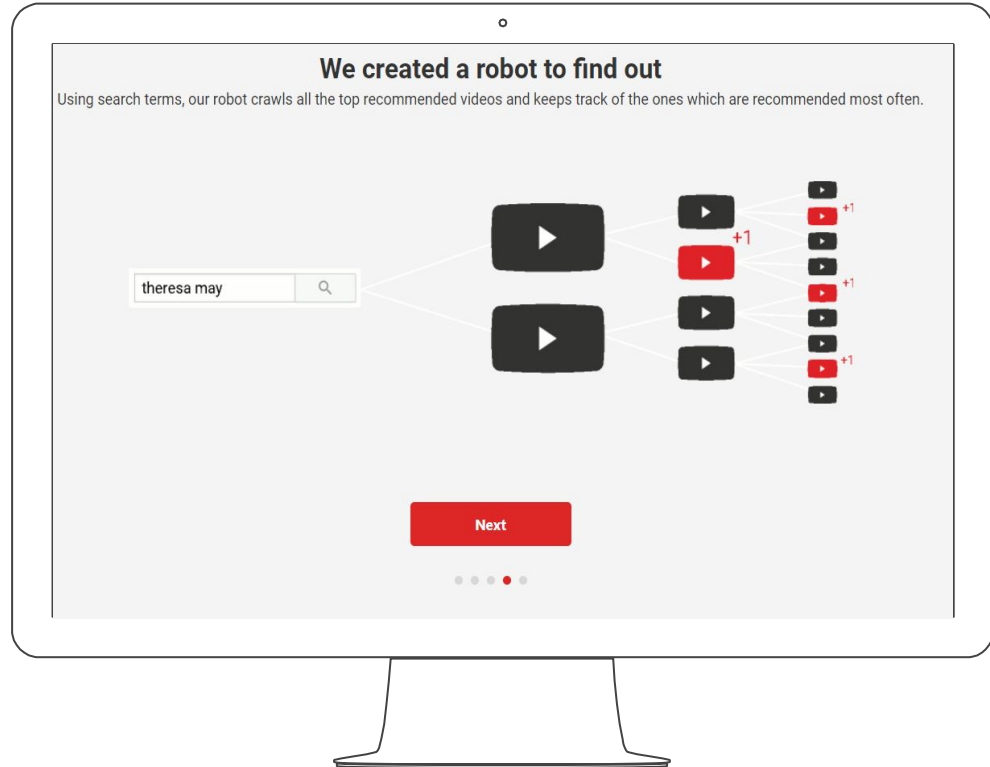 We created a robot to find out
Using search terms, our robot crawls all the top recommended videos and keeps track of the ones which are recommended most often.
+1
+1
theresa may
+1
+1
Next